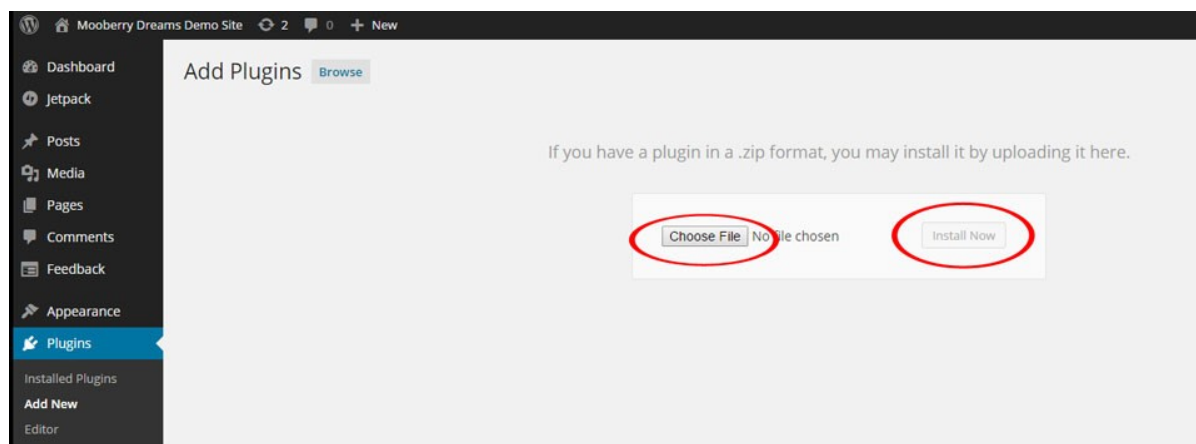 Mooberry Dreams Demo Site 2 0 + New
Dashboard
Jetpack
Posts
Media
Pages
Comments
Feedback
Appearance
Plugins
Installed Plugins
Add New
Editor
Add Plugins Browse
If you have a plugin in a .zip format, you may install it by uploading it here.
Choose File No file chosen Install Now